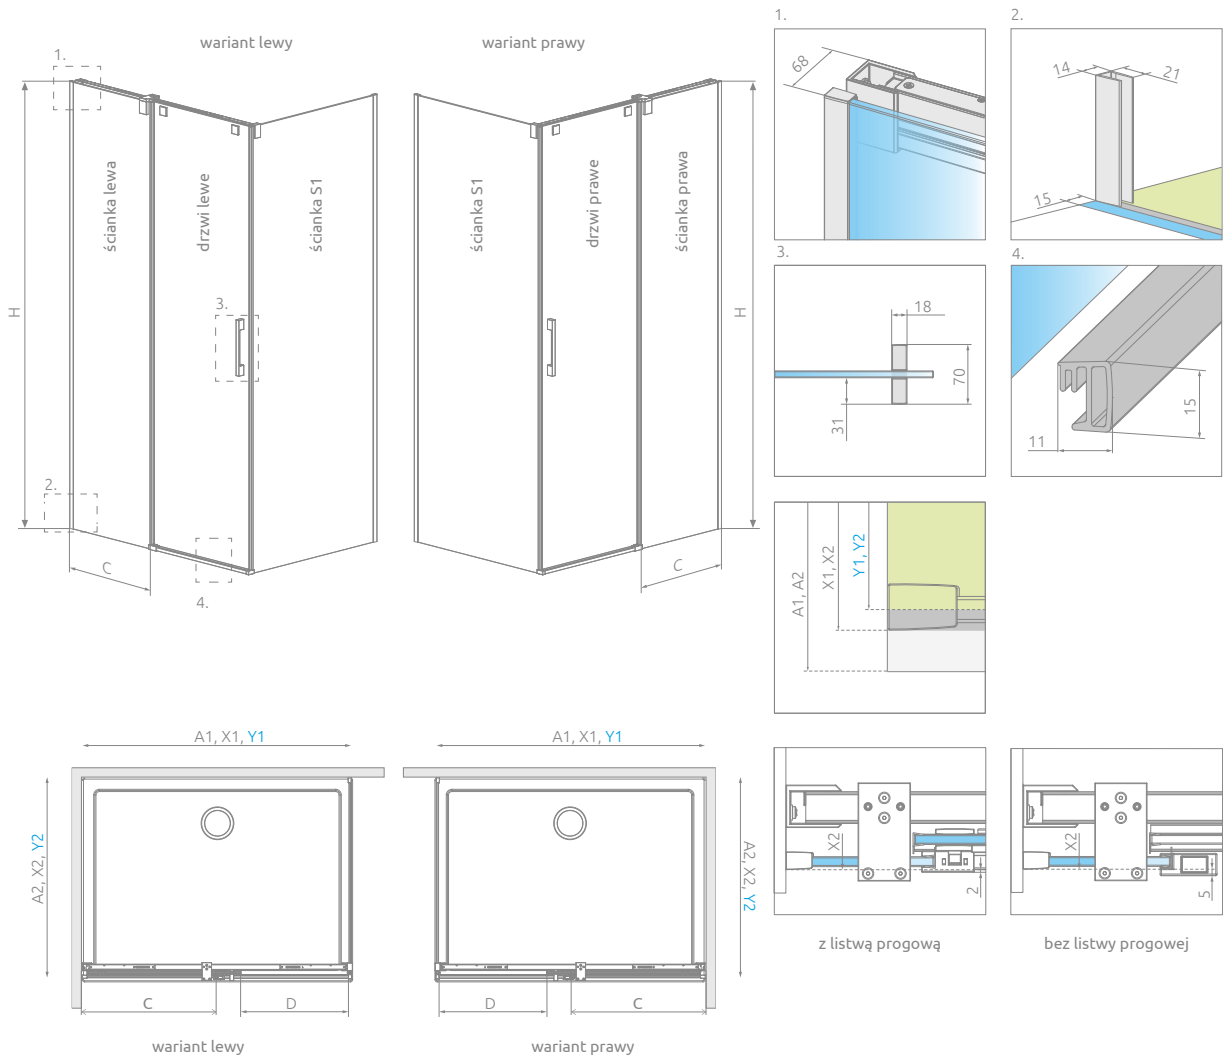 wariant lewy
wariant prawy
1.
ścianka lewa
drzwi lewe
ścianka S1
H
3.
2.
C
4.
ścianka S1
drzwi prawe
ścianka prawa
H
C
1.
68
2.
14
21
15
3.
18
70
31
4.
15
11
A1, A2
X1, X2
Y1, Y2
A1, X1, Y1
A2, X2, Y2
C
D
wariant lewy
A1, X1, Y1
A2, X2, Y2
D
C
wariant prawy
X2
2
z listwą progową
X2
5
bez listwy progowej